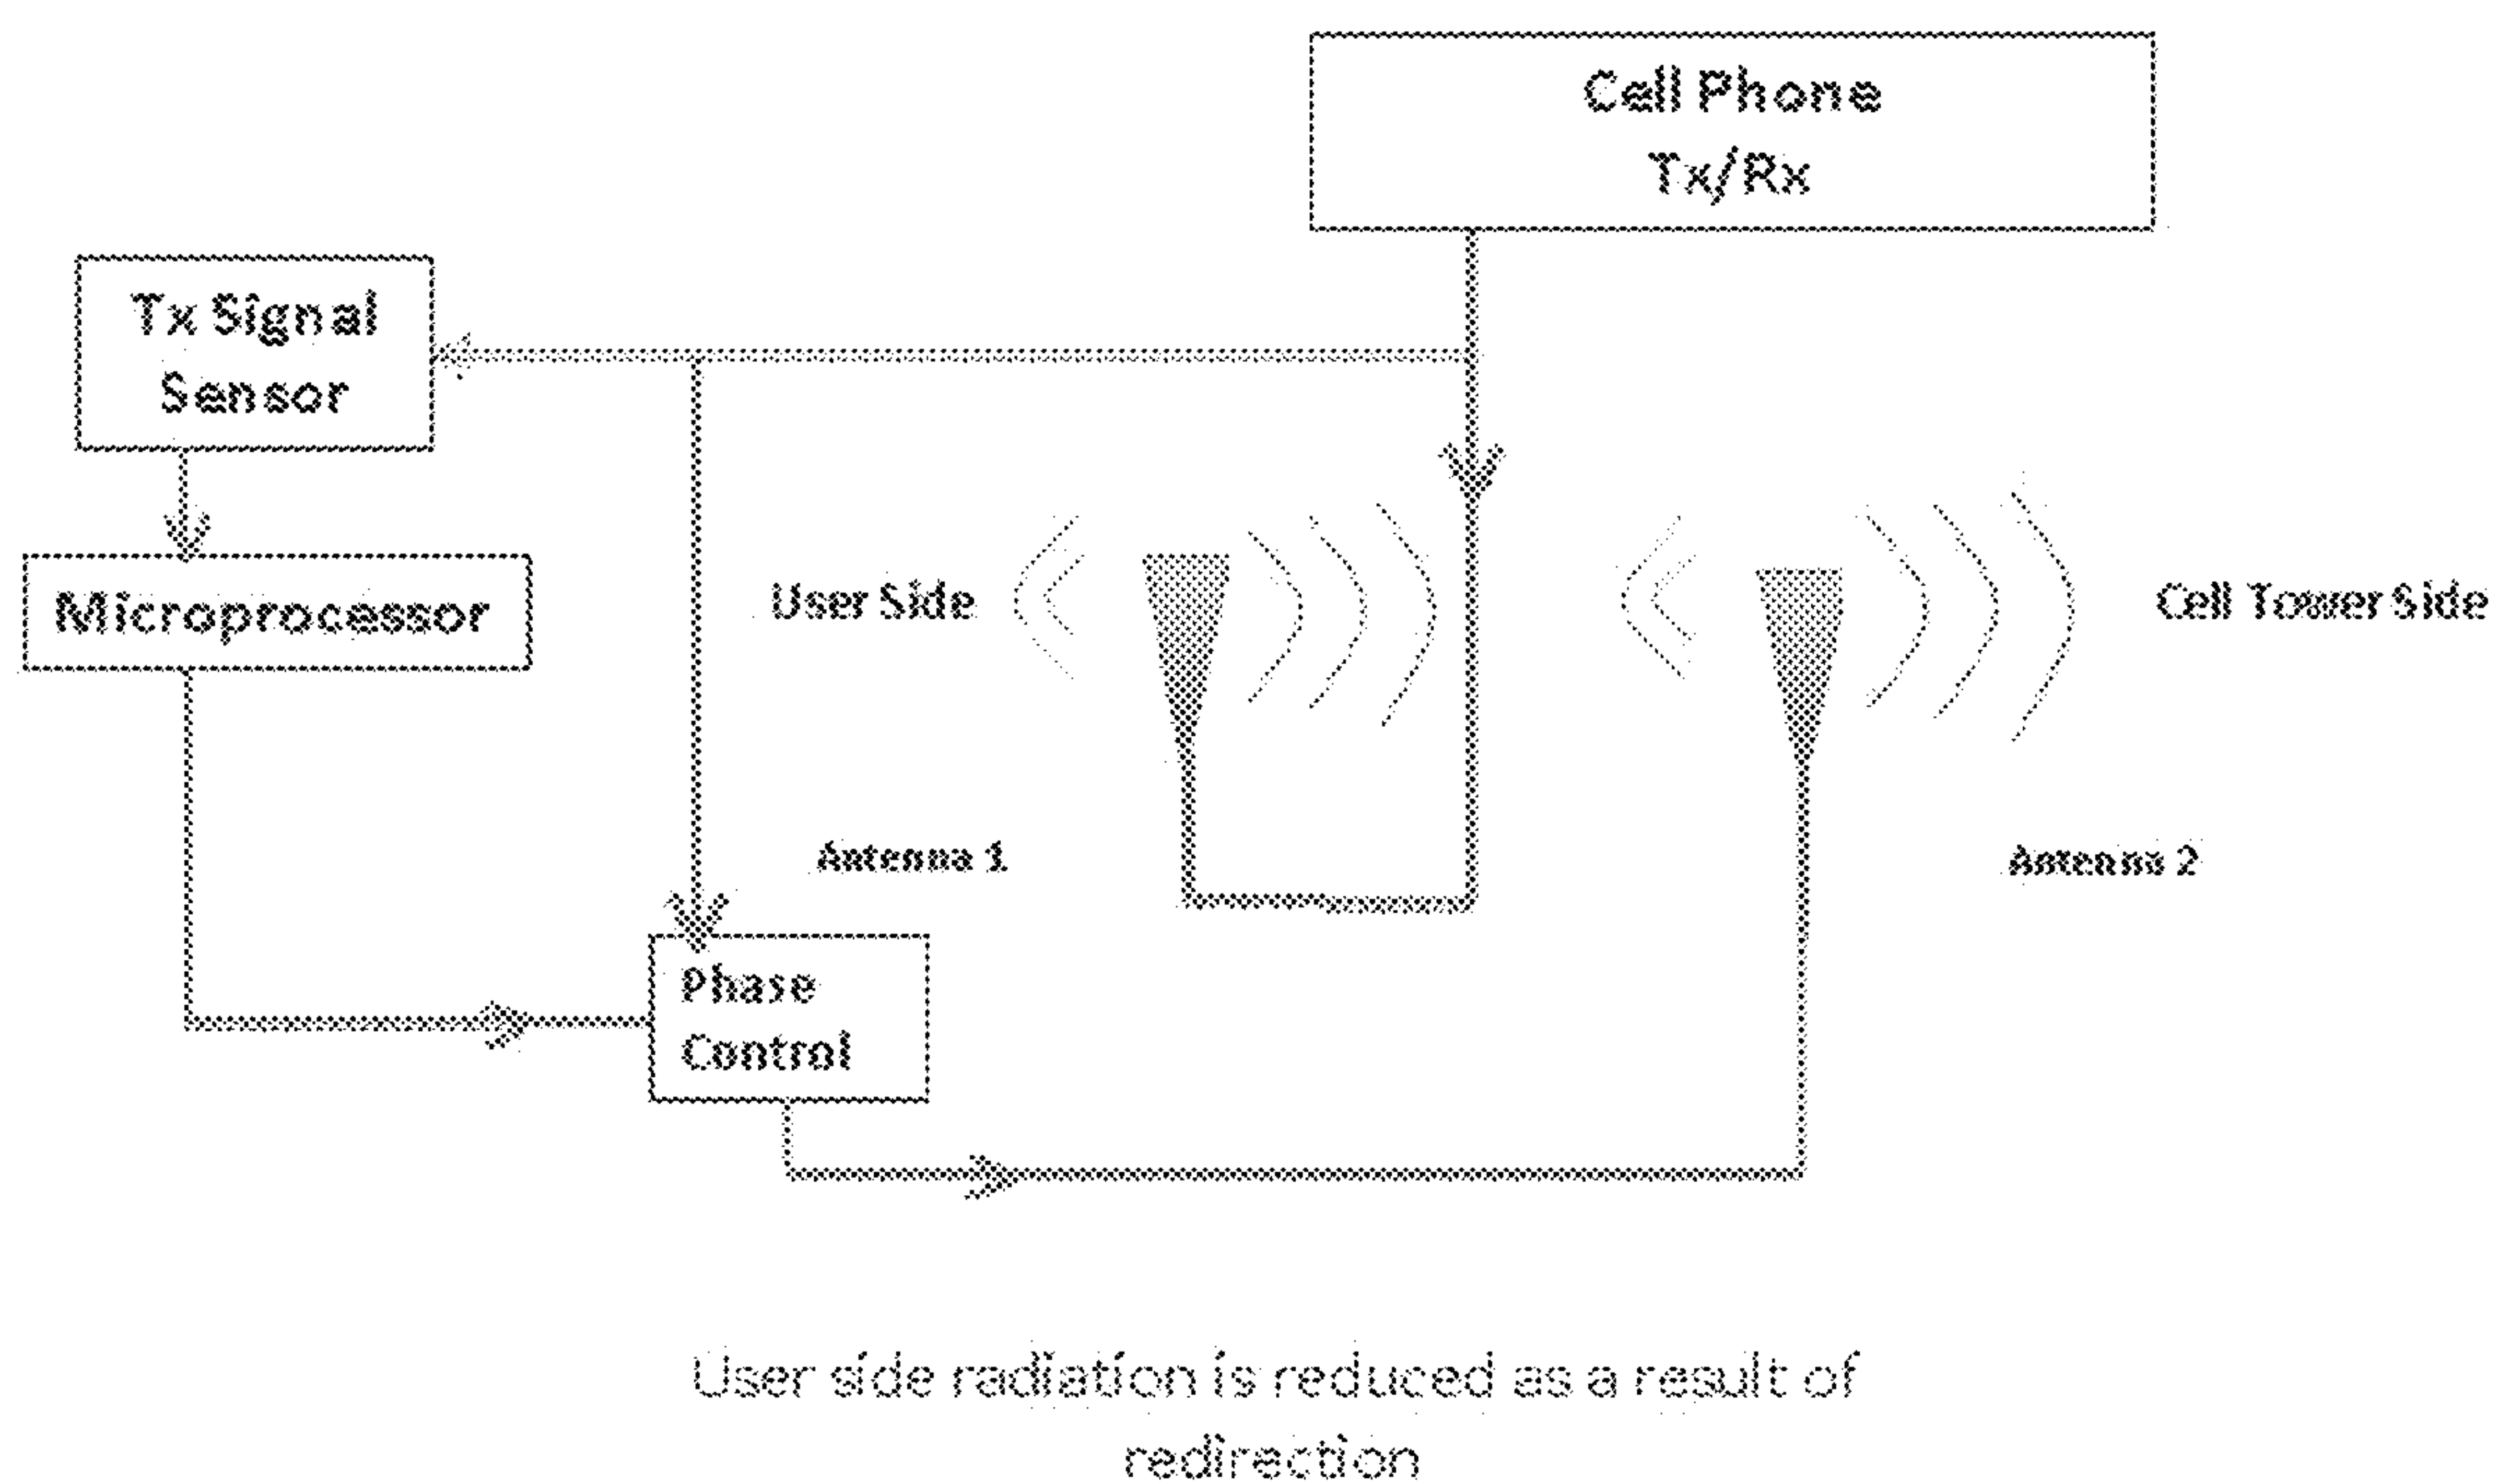 Cell Phone
Tx/Rx
Tx Signal
Sensor
Microprocessor
User Side
Cell Tower Side
Antenna 1
Antenna 2
Phase
Control
User side radiation is reduced as a result of
redirection